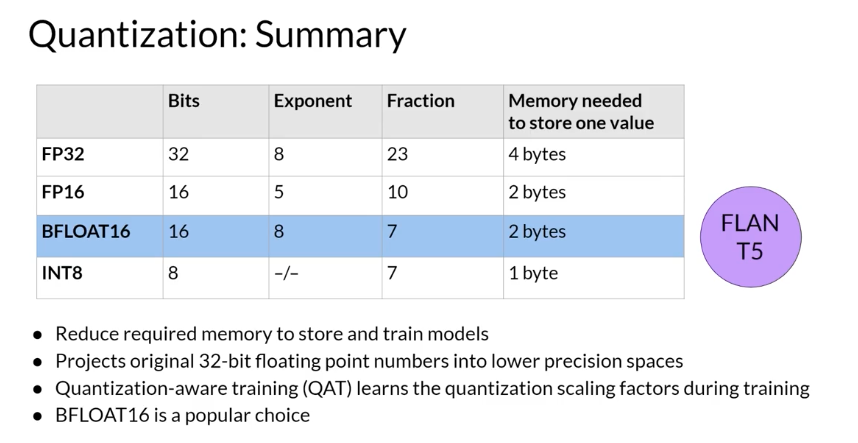 Quantization: Summary
Bits Exponent Fraction Memory needed
to store one value
FP32 32 8 23 4 bytes
FP16 16 5 10 2 bytes
BFLOAT16 16 8 7 2 bytes
INT8 8 -/- 7 1 byte
FLAN
T5
● Reduce required memory to store and train models
● Projects original 32-bit floating point numbers into lower precision spaces
● Quantization-aware training (QAT) learns the quantization scaling factors during training
● BFLOAT16 is a popular choice